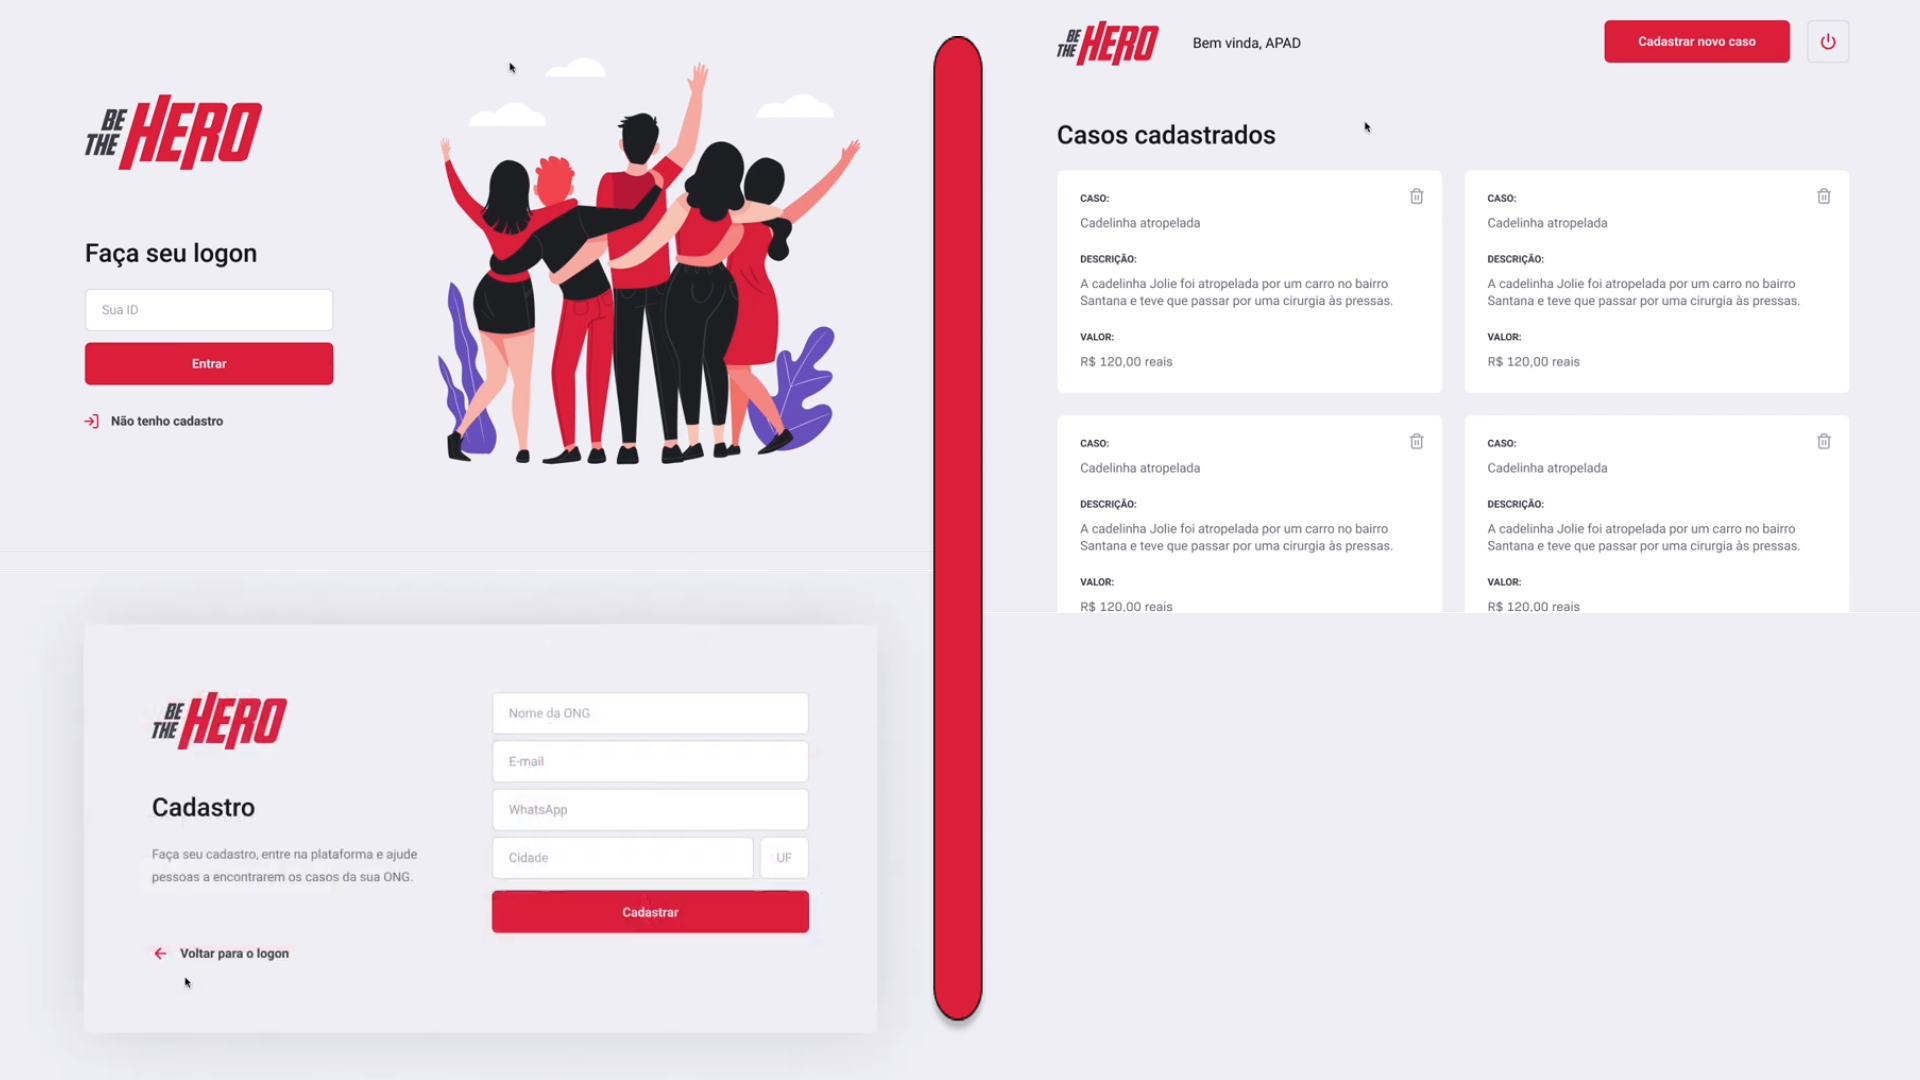 BE
THE HERO
Faça seu logon
Sua ID
Entrar
Não tenho cadastro
BE
THE HERO
Cadastro
Faça seu cadastro, entre na plataforma e ajude
pessoas a encontrarem os casos da sua ONG.
Voltar para o logon
Nome da ONG
E-mail
WhatsApp
Cidade
UF
Cadastrar
BE
THE HERO
Bem vinda, APAD
Cadastrar novo caso
Casos cadastrados
CASO:
Cadelinha atropelada
DESCRIÇÃO:
A cadelinha Jolie foi atropelada por um carro no bairro
Santana e teve que passar por uma cirurgia às pressas.
VALOR:
R$ 120,00 reais
CASO:
Cadelinha atropelada
DESCRIÇÃO:
A cadelinha Jolie foi atropelada por um carro no bairro
Santana e teve que passar por uma cirurgia às pressas.
VALOR:
R$ 120,00 reais
CASO:
Cadelinha atropelada
DESCRIÇÃO:
A cadelinha Jolie foi atropelada por um carro no bairro
Santana e teve que passar por uma cirurgia às pressas.
VALOR:
R$ 120,00 reais
CASO:
Cadelinha atropelada
DESCRIÇÃO:
A cadelinha Jolie foi atropelada por um carro no bairro
Santana e teve que passar por uma cirurgia às pressas.
VALOR:
R$ 120,00 reais